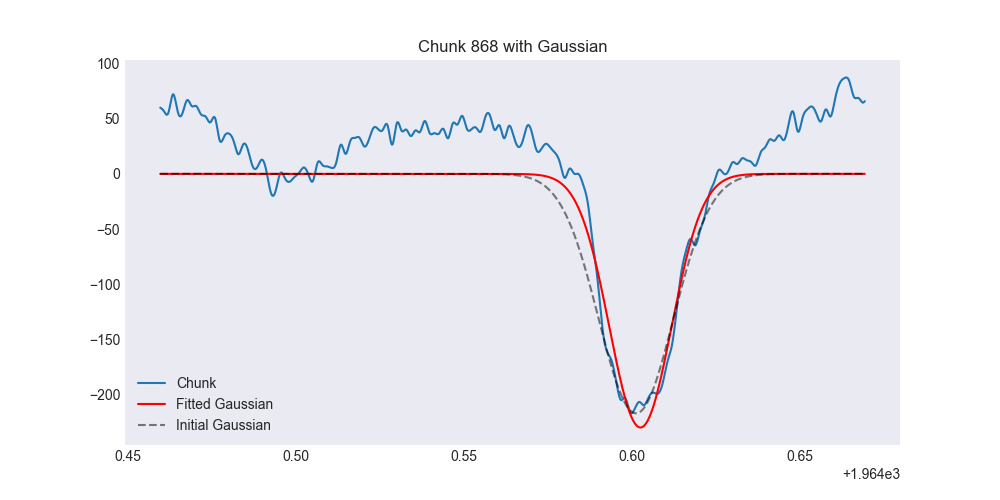 Chunk 868 with Gaussian
100
50
0
−50
−100
−150
−200
Chunk
Fitted Gaussian
Initial Gaussian
0.45 0.50 0.55 0.60 0.65
+1.964e3